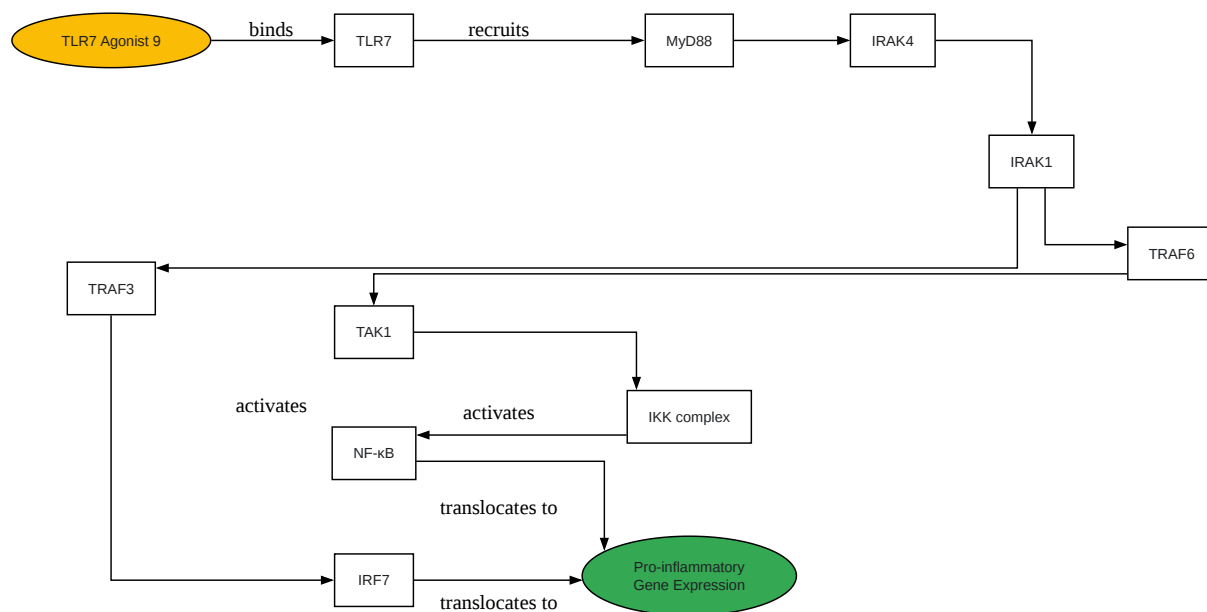 TLR7 Agonist 9
binds
TLR7
recruits
MyD88
IRAK4
IRAK1
TRAF6
TRAF3
TAK1
activates
activates
IKK complex
NF-κB
translocates to
Pro-inflammatory
Gene Expression
IRF7
translocates to